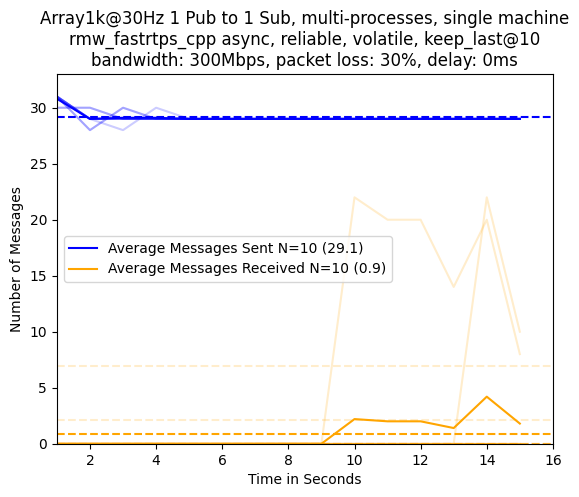 Array1k@30Hz 1 Pub to 1 Sub, multi-processes, single machine
rmw_fastrtps_cpp async, reliable, volatile, keep_last@10
bandwidth: 300Mbps, packet loss: 30%, delay: 0ms
Number of Messages
30
25
20
15
10
5
0
Average Messages Sent N=10 (29.1)
Average Messages Received N=10 (0.9)
2 4 6 8 10 12 14 16
Time in Seconds